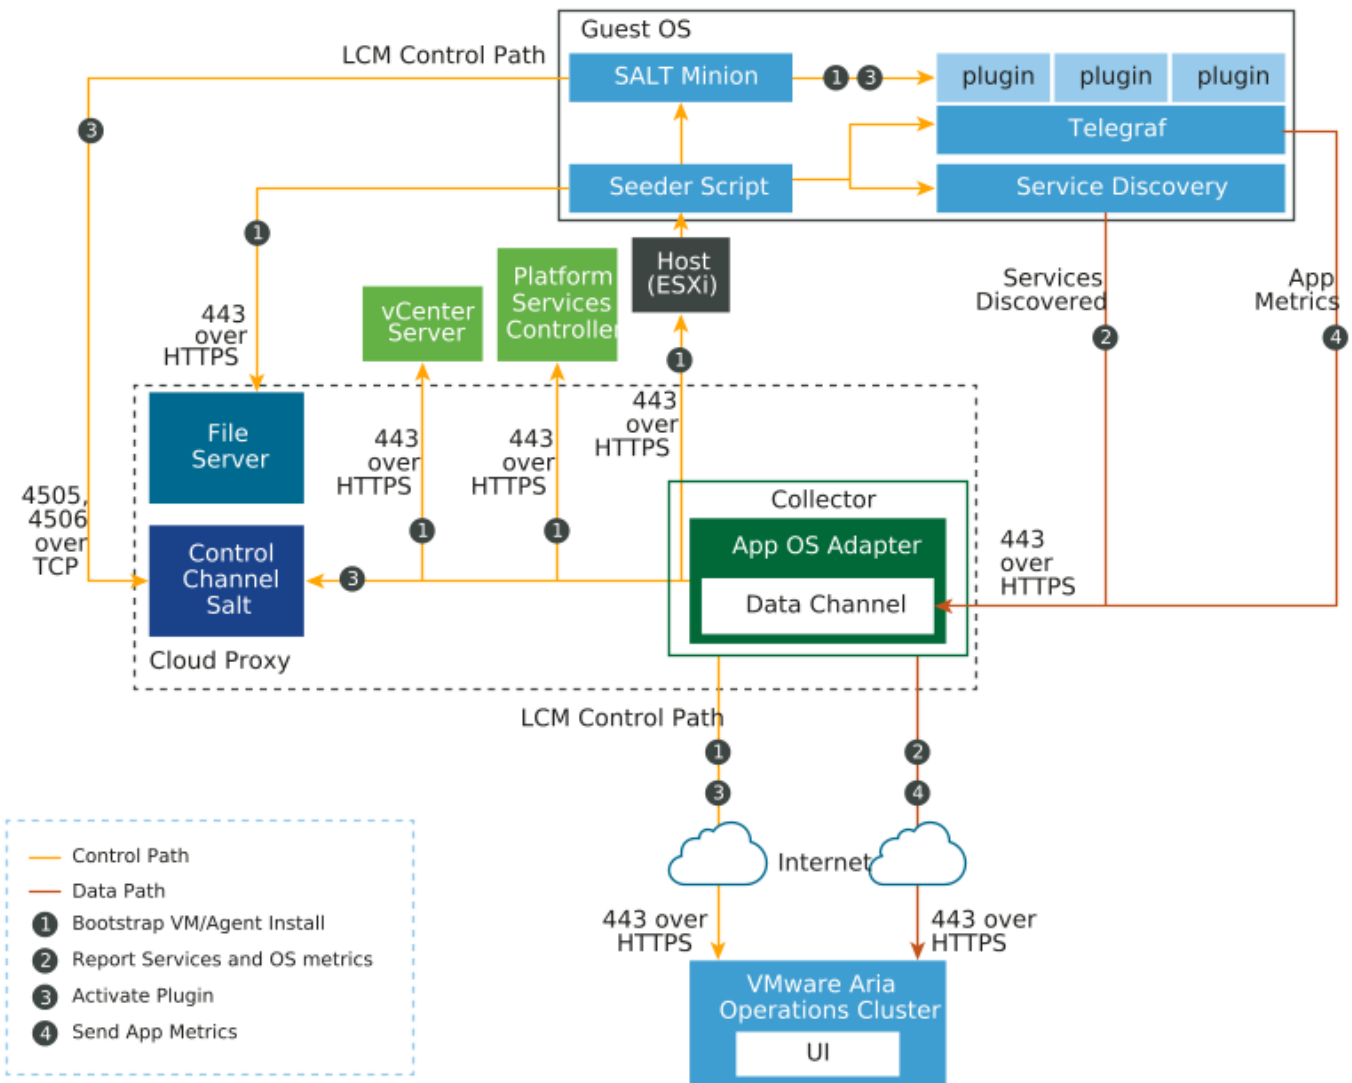 Guest OS
LCM Control Path
SALT Minion
1
3
plugin
plugin
plugin
Telegraf
3
Seeder Script
Service Discovery
1
Host
(ESXi)
Platform
Services
Controller
vCenter
Server
Services
Discovered
App
Metrics
443
over
HTTPS
2
4
1
443
over
HTTPS
File
Server
443
over
HTTPS
443
over
HTTPS
4505,
4506
over
TCP
Collector
1
1
App OS Adapter
Control
Channel
Salt
3
Data Channel
443
over
HTTPS
Cloud Proxy
LCM Control Path
1
2
3
4
Internet
443 over
HTTPS
443 over
HTTPS
VMware Aria
Operations Cluster
UI
Control Path
Data Path
1 Bootstrap VM/Agent Install
2 Report Services and OS metrics
3 Activate Plugin
4 Send App Metrics